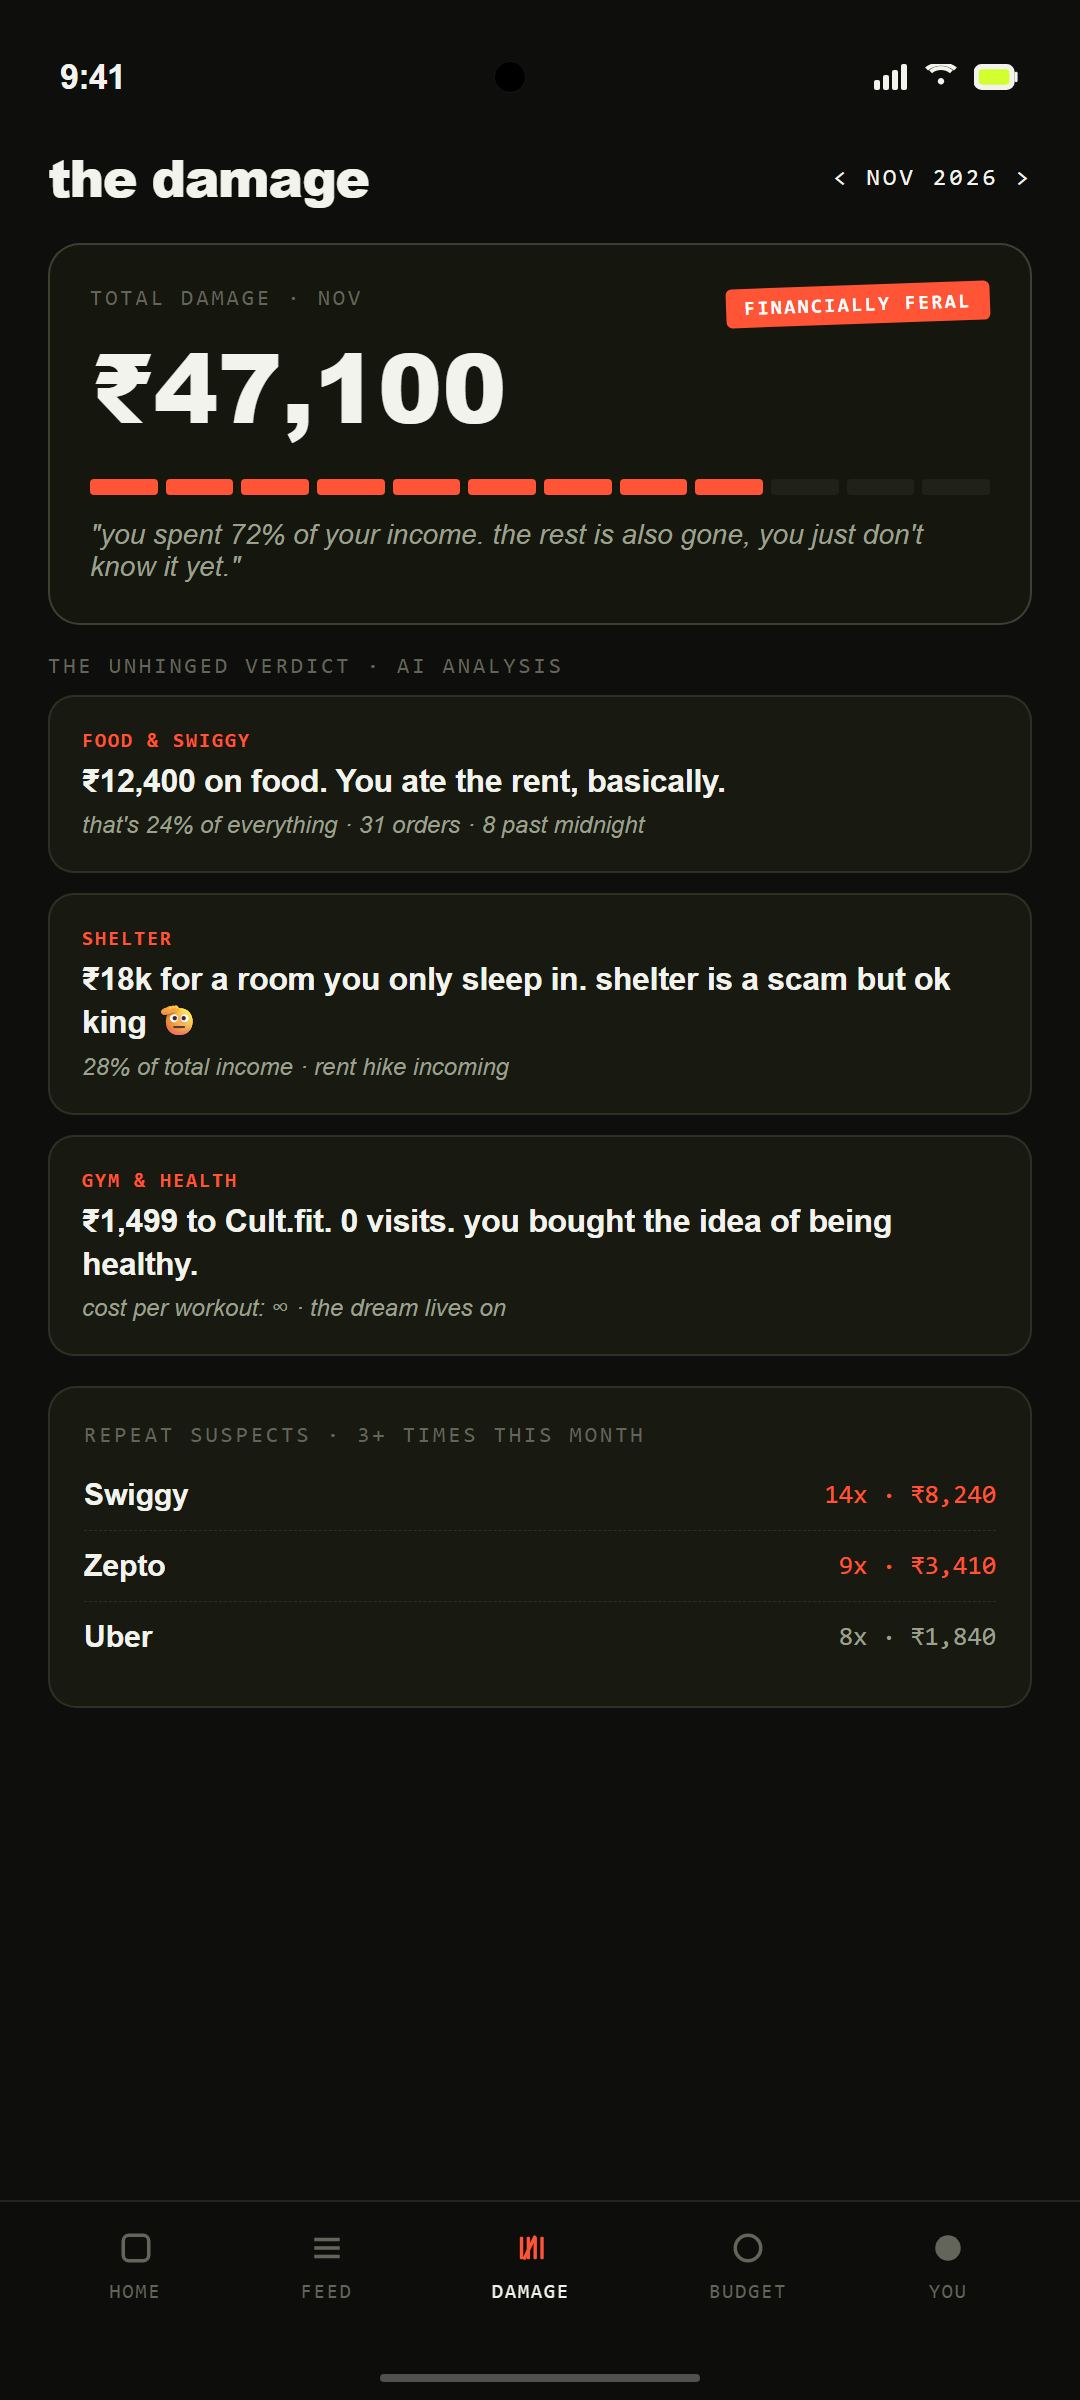 9:41
the damage
‹ NOV 2026 ›
TOTAL DAMAGE · NOV
FINANCIALLY FERAL
₹47,100
"you spent 72% of your income. the rest is also gone, you just don't
know it yet."
THE UNHINGED VERDICT · AI ANALYSIS
FOOD & SWIGGY
₹12,400 on food. You ate the rent, basically.
that's 24% of everything · 31 orders · 8 past midnight
SHELTER
₹18k for a room you only sleep in. shelter is a scam but ok
king 🫡
28% of total income · rent hike incoming
GYM & HEALTH
₹1,499 to Cult.fit. 0 visits. you bought the idea of being
healthy.
cost per workout: ∞ · the dream lives on
REPEAT SUSPECTS · 3+ TIMES THIS MONTH
Swiggy 14x · ₹8,240
Zepto 9x · ₹3,410
Uber 8x · ₹1,840
HOME FEED DAMAGE BUDGET YOU